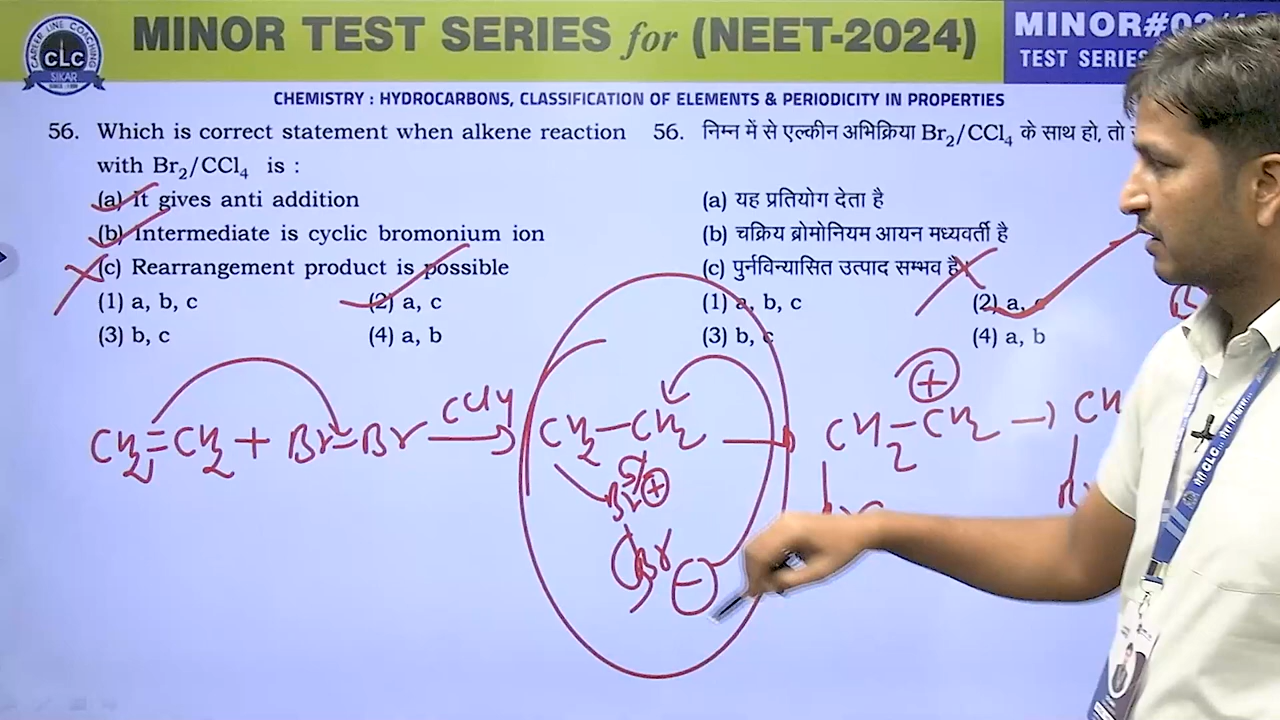 CAREER LINE COACHING
CLC
SIKAR
MINOR TEST SERIES for (NEET-2024)
TEST SERIES
CHEMISTRY : HYDROCARBONS, CLASSIFICATION OF ELEMENTS & PERIODICITY IN PROPERTIES
56. Which is correct statement when alkene reaction
with Br₂/CCl₄ is :
(a) It gives anti addition
(b) Intermediate is cyclic bromonium ion
(c) Rearrangement product is possible
(1) a, b, c (2) a, c
(3) b, c (4) a, b
56. निम्न में से एल्कीन अभिक्रिया Br₂/CCl₄ के साथ हो, तो
(a) यह प्रतियोग देता है
(b) चक्रिय ब्रोमोनियम आयन मध्यवर्ती है
(c) पुर्नविन्यासित उत्पाद सम्भव है
(1) a, b, c (2) a, c
(3) b, c (4) a, b
CH₂=CH₂ + Br-Br → CCl₄
CH₂-CH₂ →
Br ⊕
Br ⊖
CH₂-CH₂ ⊕ →